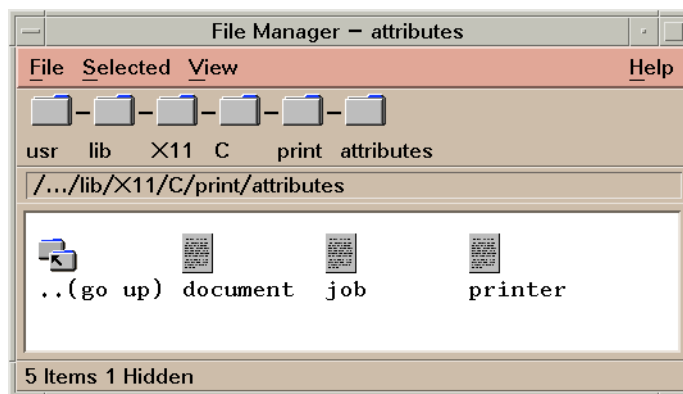 File Manager – attributes
File Selected View Help
usr lib X11 C print attributes
/.../lib/X11/C/print/attributes
..(go up) document job printer
5 Items 1 Hidden